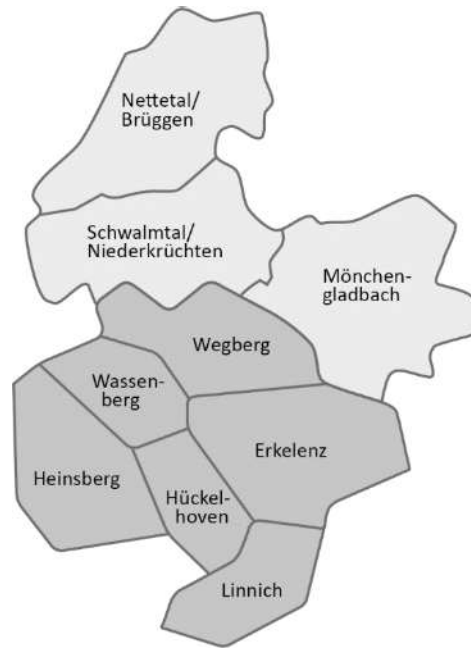 Nettetal/
Brüggen
Schwalmtal/
Niederkrüchten
Mönchen-
gladbach
Wegberg
Wassen-
berg
Erkelenz
Heinsberg
Hückel-
hoven
Linnich